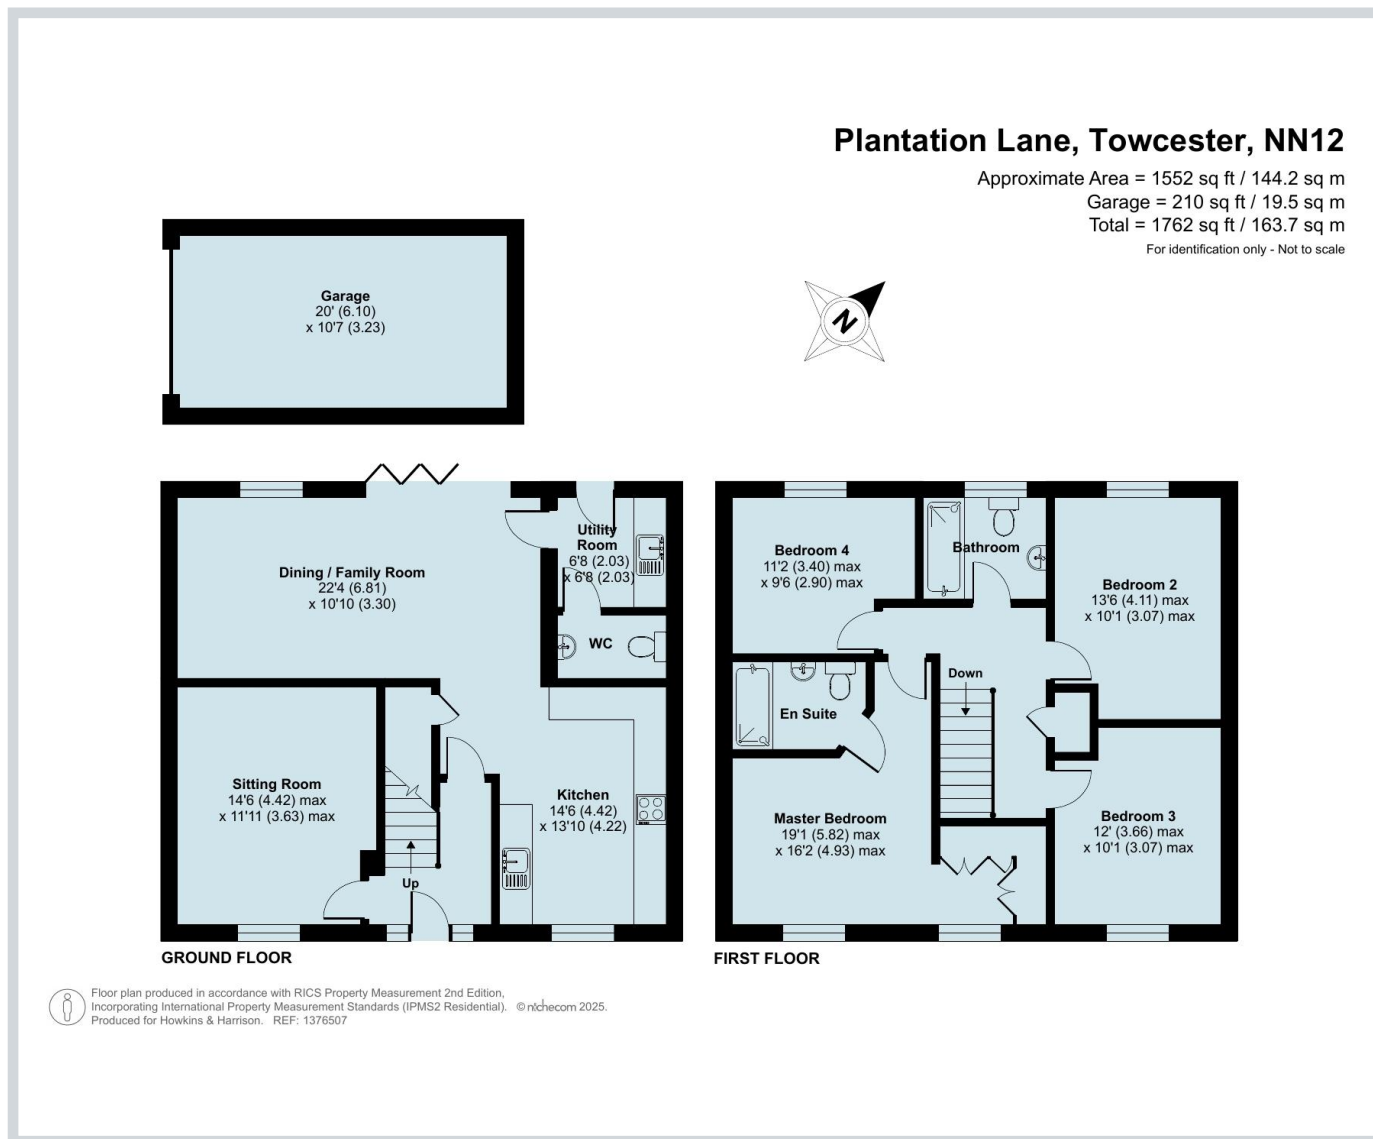 Plantation Lane, Towcester, NN12
Approximate Area = 1552 sq ft / 144.2 sq m
Garage = 210 sq ft / 19.5 sq m
Total = 1762 sq ft / 163.7 sq m
For identification only - Not to scale
N
Garage
20' (6.10)
x 10'7 (3.23)
Utility
Room
6'8 (2.03)
x 6'8 (2.03)
Dining / Family Room
22'4 (6.81)
x 10'10 (3.30)
WC
Sitting Room
14'6 (4.42) max
x 11'11 (3.63) max
Kitchen
14'6 (4.42)
x 13'10 (4.22)
Up
GROUND FLOOR
Bedroom 4
11'2 (3.40) max
x 9'6 (2.90) max
Bathroom
Bedroom 2
13'6 (4.11) max
x 10'1 (3.07) max
Down
En Suite
Master Bedroom
19'1 (5.82) max
x 16'2 (4.93) max
Bedroom 3
12' (3.66) max
x 10'1 (3.07) max
FIRST FLOOR
Floor plan produced in accordance with RICS Property Measurement 2nd Edition,
Incorporating International Property Measurement Standards (IPMS2 Residential). © nichecom 2025.
Produced for Howkins & Harrison. REF: 1376507